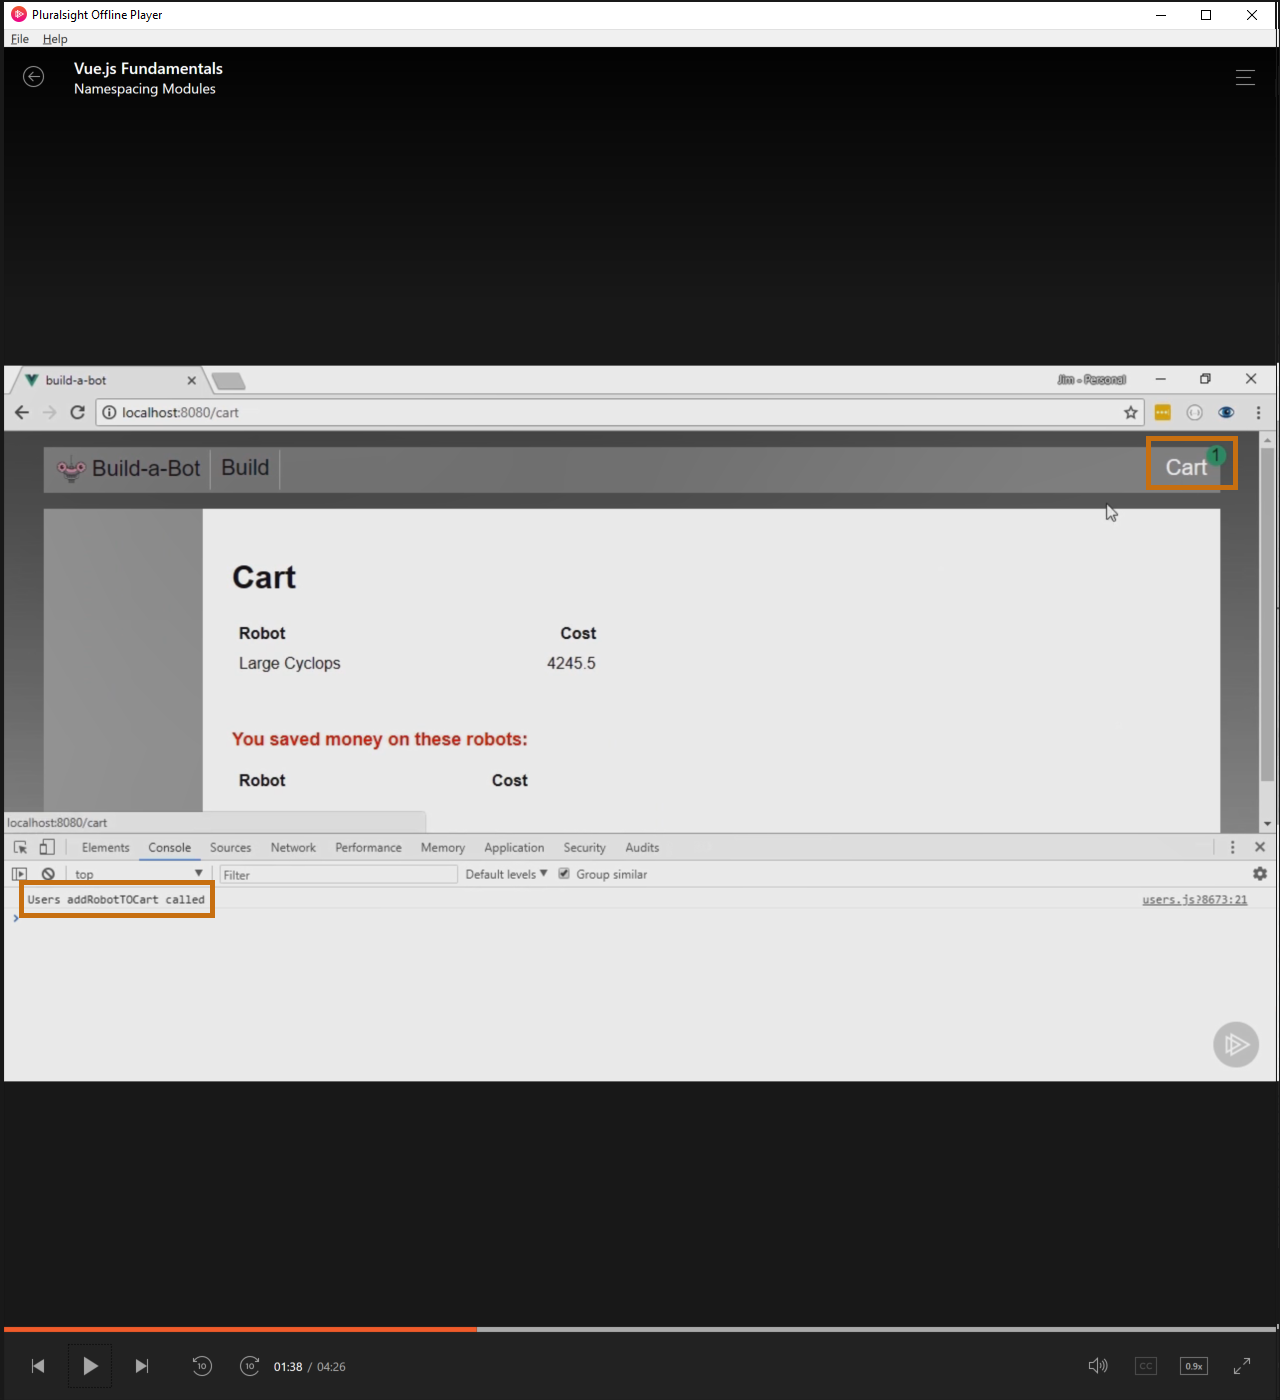 Pluralsight Offline Player
File Help
Vue.js Fundamentals
Namespacing Modules
build-a-bot
Jim - Personal
localhost:8080/cart
Build-a-Bot Build Cart 1
Cart
Robot Cost
Large Cyclops 4245.5
You saved money on these robots:
Robot Cost
localhost:8080/cart
Elements Console Sources Network Performance Memory Application Security Audits
top Filter Default levels Group similar
Users addRobotTOCart called users.js?8673:21
10 10 01:38 / 04:26 CC 0.9x